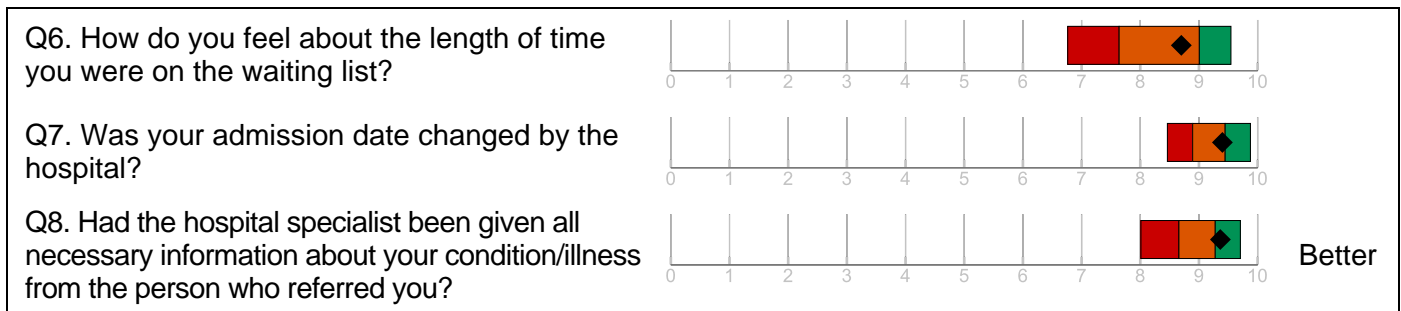 Q6. How do you feel about the length of time
you were on the waiting list?
0 1 2 3 4 5 6 7 8 9 10
Q7. Was your admission date changed by the
hospital?
0 1 2 3 4 5 6 7 8 9 10
Q8. Had the hospital specialist been given all
necessary information about your condition/illness
from the person who referred you?
0 1 2 3 4 5 6 7 8 9 10
Better